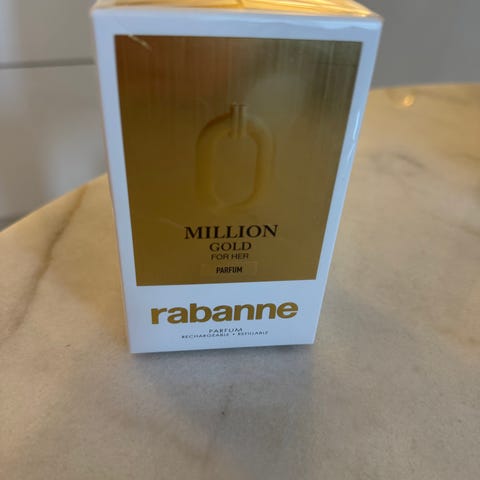 MILLION
GOLD
FOR HER
PARFUM
rabanne
PARFUM
RECHARGEABLE • REFILLABLE